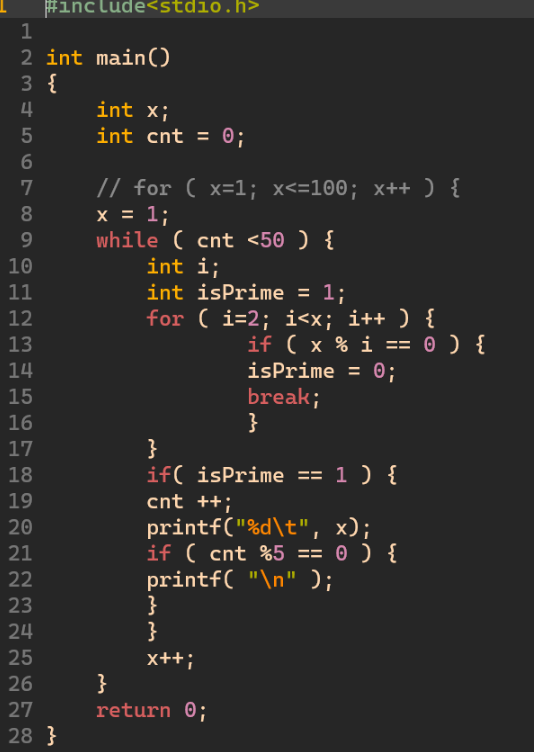 1 #include<stdio.h>
1
2 int main()
3 {
4     int x;
5     int cnt = 0;
6
7     // for ( x=1; x<=100; x++ ) {
8     x = 1;
9     while ( cnt <50 ) {
10         int i;
11         int isPrime = 1;
12         for ( i=2; i<x; i++ ) {
13                 if ( x % i == 0 ) {
14                 isPrime = 0;
15                 break;
16                 }
17         }
18         if( isPrime == 1 ) {
19         cnt ++;
20         printf("%d\t", x);
21         if ( cnt %5 == 0 ) {
22         printf( "\n" );
23         }
24         }
25         x++;
26     }
27     return 0;
28 }